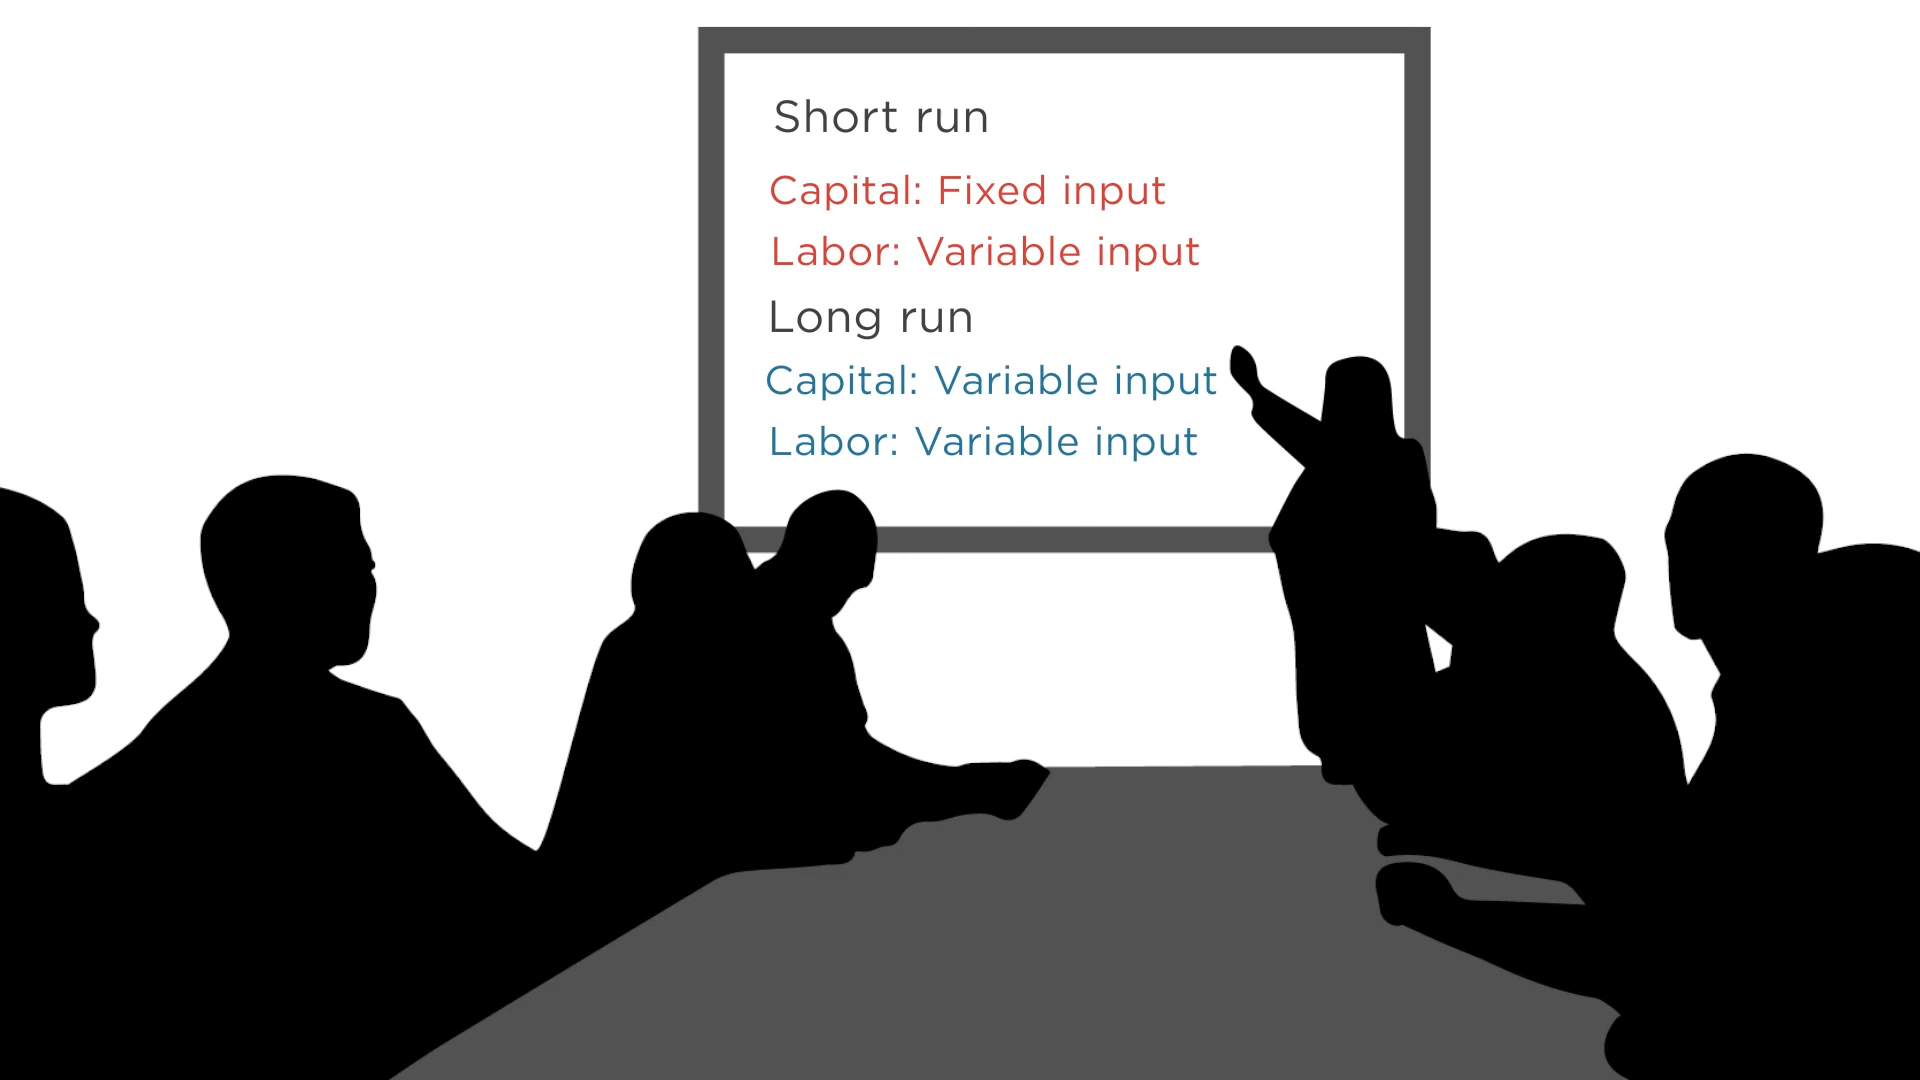 Short run
Capital: Fixed input
Labor: Variable input
Long run
Capital: Variable input
Labor: Variable input